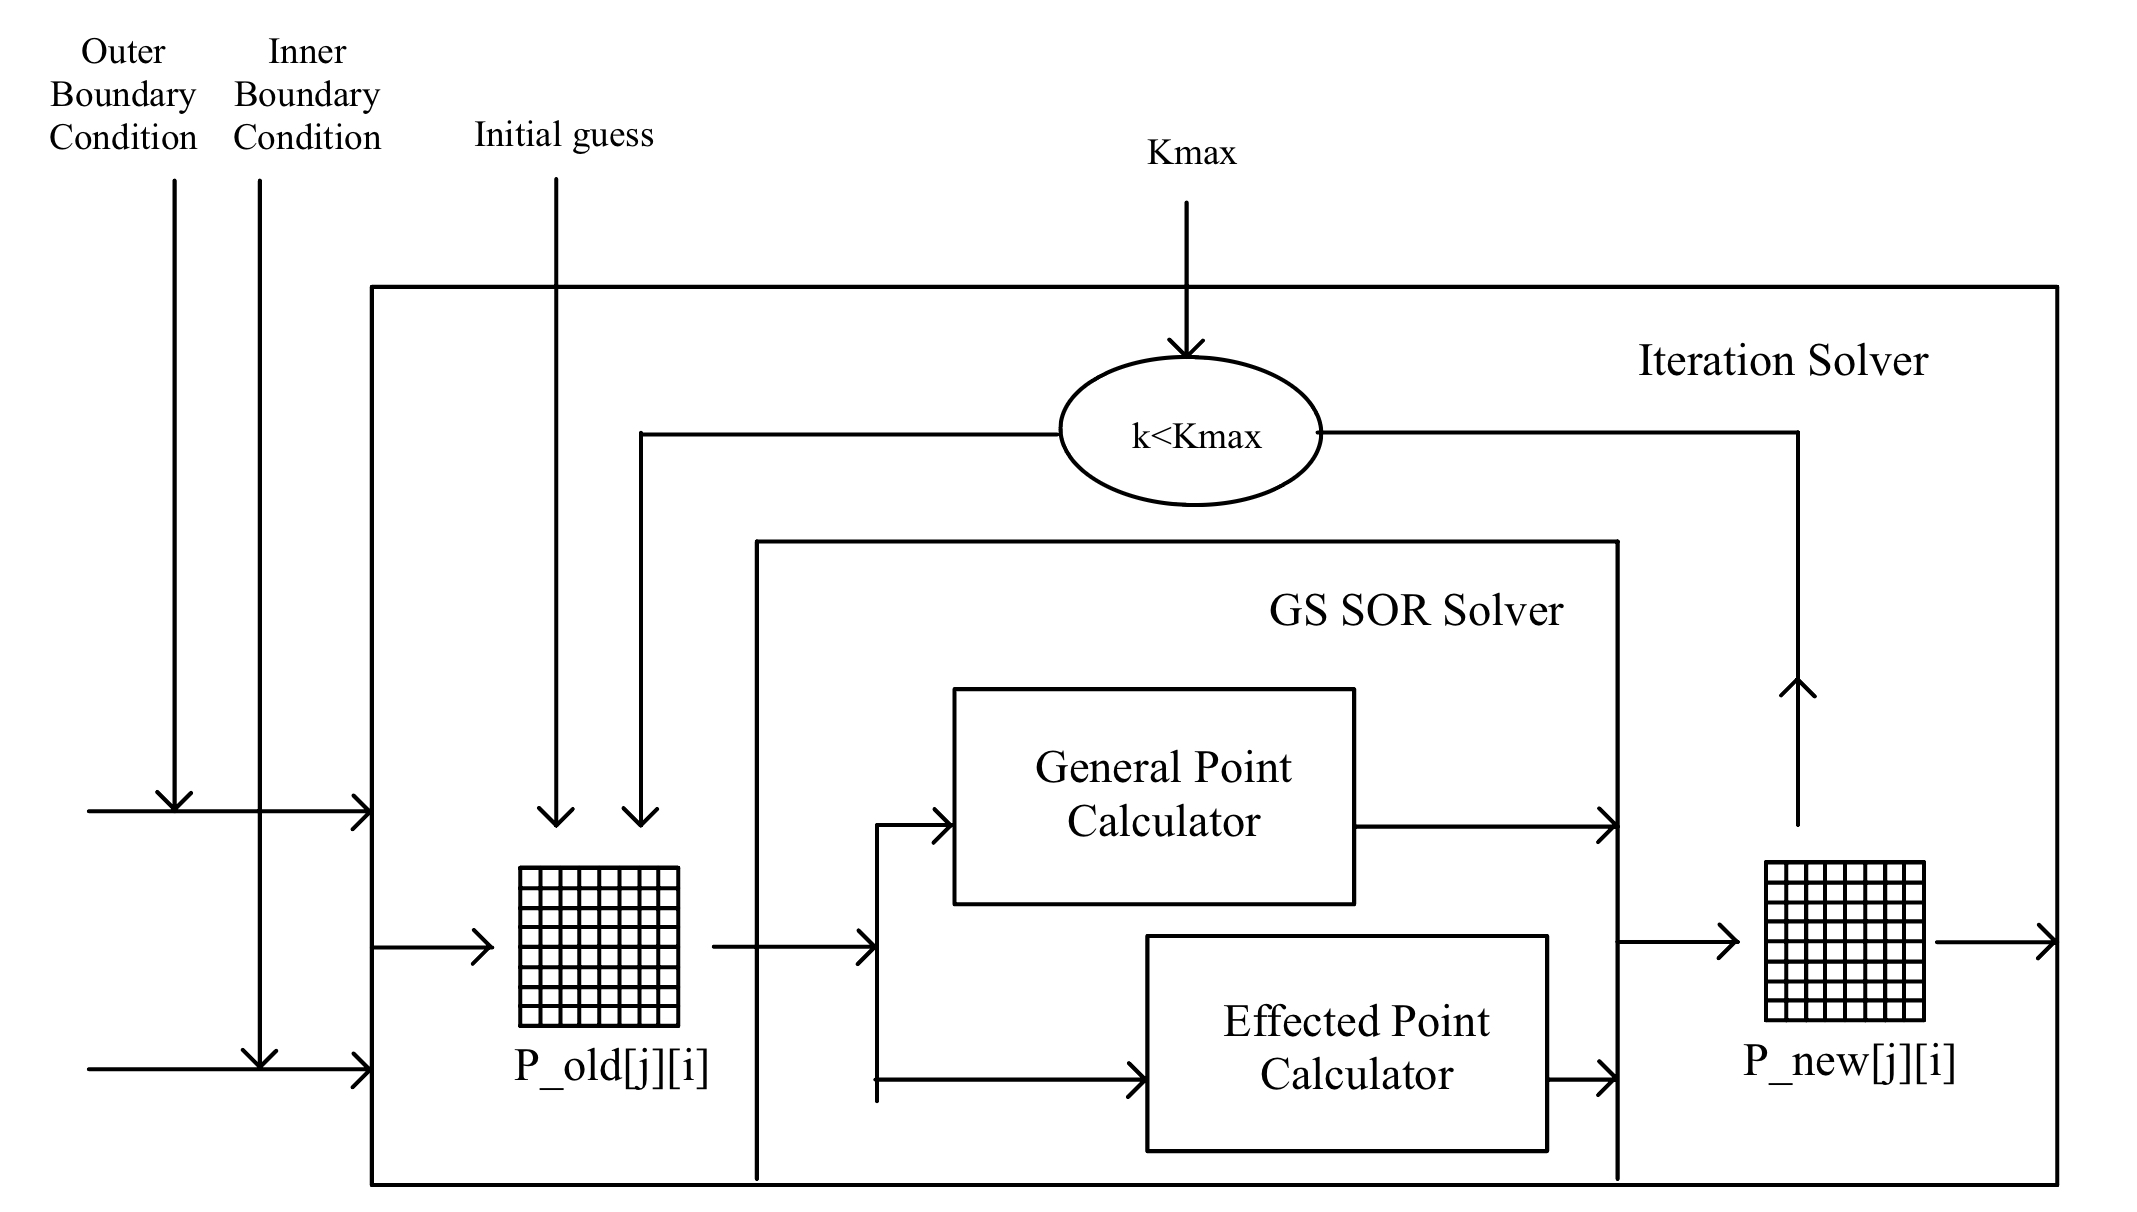 Outer
Boundary
Condition
Inner
Boundary
Condition
Initial guess
Kmax
Iteration Solver
k<Kmax
GS SOR Solver
General Point
Calculator
Effected Point
Calculator
P_old[j][i]
P_new[j][i]